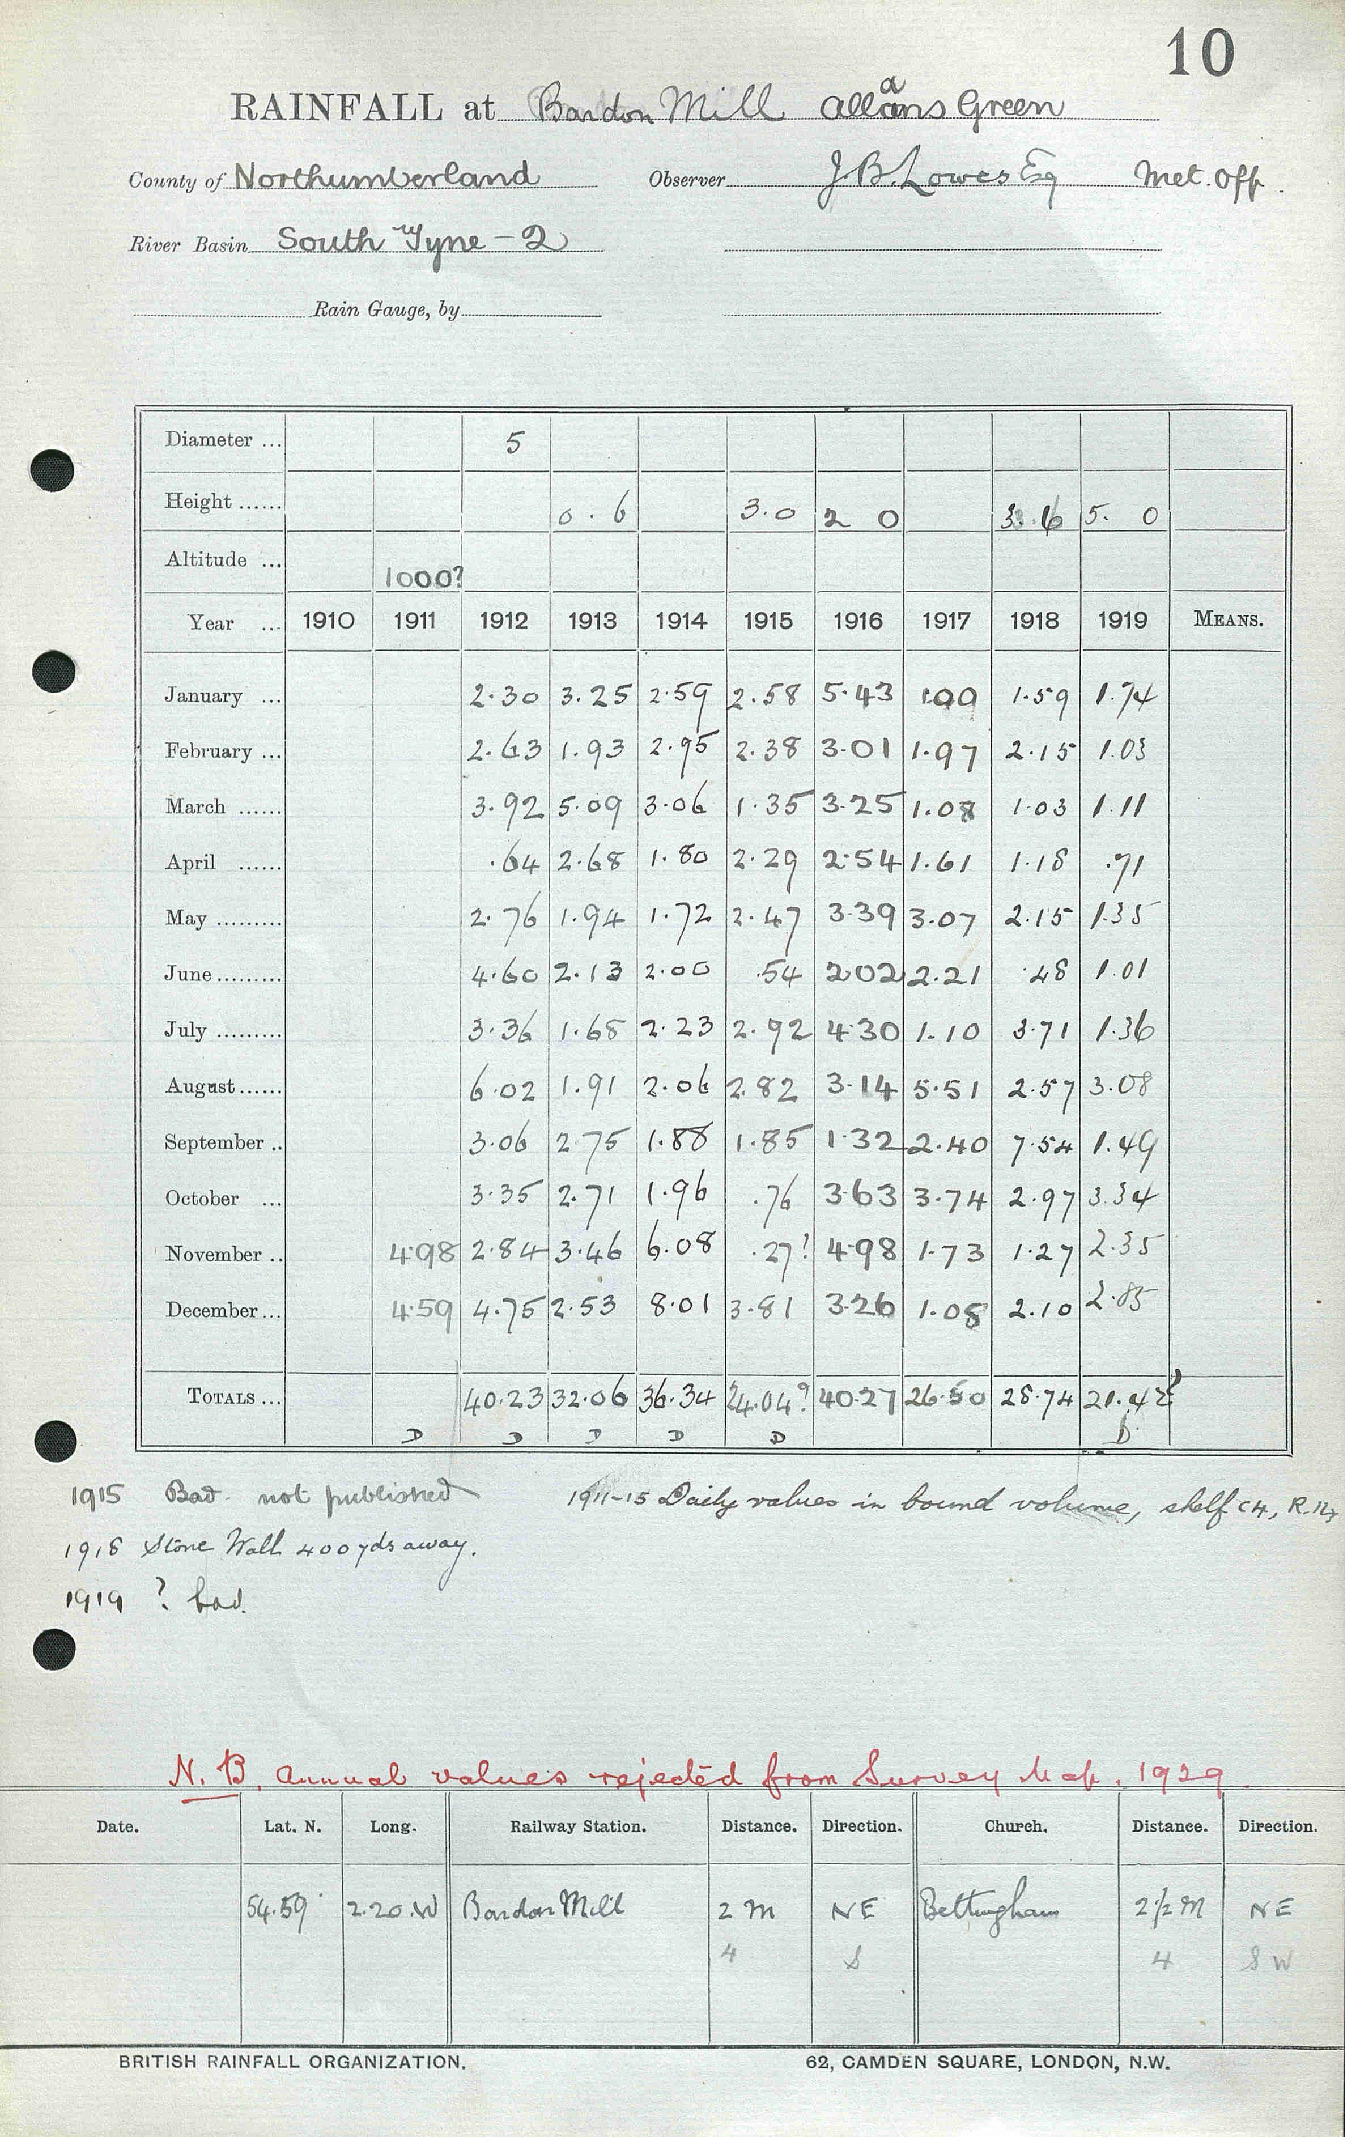 10
RAINFALL at Bardon Mill Allans Green
a
County of Northumberland Observer J.B. Lowes Esq Met. Off.
River Basin South Tyne - 2
Rain Gauge, by
Diameter ... 5
Height ...... 0.6 3.0 2 0 3.6 5. 0
Altitude ... 1000?
Year ... 1910 1911 1912 1913 1914 1915 1916 1917 1918 1919 MEANS.
January ... 2.30 3.25 2.59 2.58 5.43 1.00 1.59 1.74
February ... 2.63 1.93 2.95 2.38 3.01 1.97 2.15 1.03
March ...... 3.92 5.09 3.06 1.35 3.25 1.08 1.03 1.11
April ...... .64 2.68 1.80 2.29 2.54 1.61 1.18 .71
May ......... 2.76 1.94 1.72 2.47 3.39 3.07 2.15 1.35
June ......... 4.60 2.13 2.00 .54 2.02 2.21 .48 1.01
July ......... 3.36 1.68 2.23 2.92 4.30 1.10 3.71 1.36
August ...... 6.02 1.91 2.06 2.82 3.14 5.51 2.57 3.08
September .. 3.06 2.75 1.88 1.85 1.32 2.40 7.54 1.49
October ... 3.35 2.71 1.96 .76 3.63 3.74 2.97 3.34
November .. 4.98 2.84 3.46 6.08 .27? 4.98 1.73 1.27 2.35
December ... 4.59 4.75 2.53 8.01 3.81 3.26 1.08 2.10 2.85
TOTALS ... 40.23 32.06 36.34 24.04? 40.27 26.50 28.74 21.42?
D D D D D D
1915 Bad. not published 1911-15 Daily values in bound volume, shelf C4,
1918 Stone Wall 400 yds away.
1919 ? bad.
N.B. Annual values rejected from Survey Map. 1929
Date. Lat. N. Long. Railway Station. Distance. Direction. Church. Distance. Direction.
54.59 2.20.W Bardon Mill 2 M NE Beltingham 2½ M NE
4 S 4 S W
BRITISH RAINFALL ORGANIZATION. 62, CAMDEN SQUARE, LONDON, N.W.